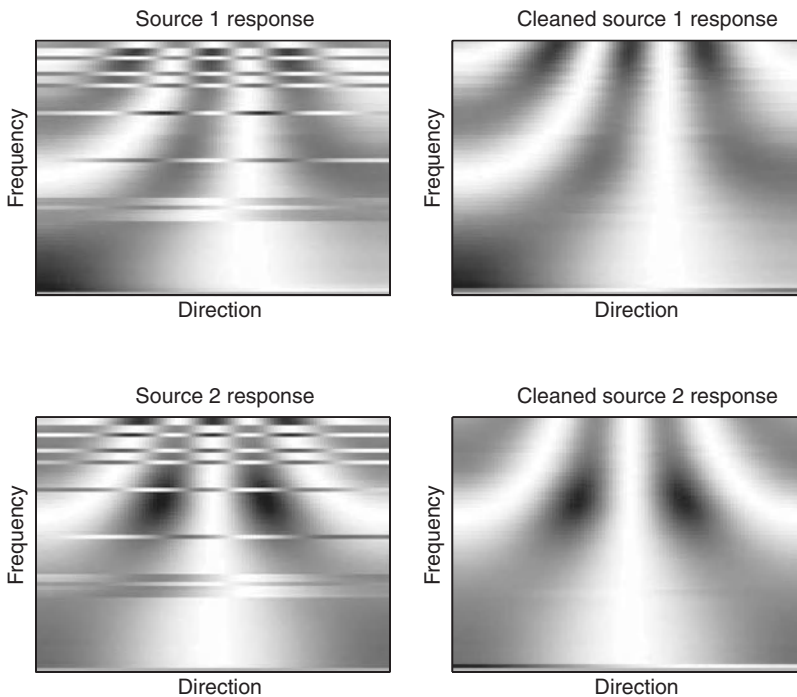 Source 1 response
Cleaned source 1 response
Frequency
Frequency
Direction
Direction
Source 2 response
Cleaned source 2 response
Frequency
Frequency
Direction
Direction